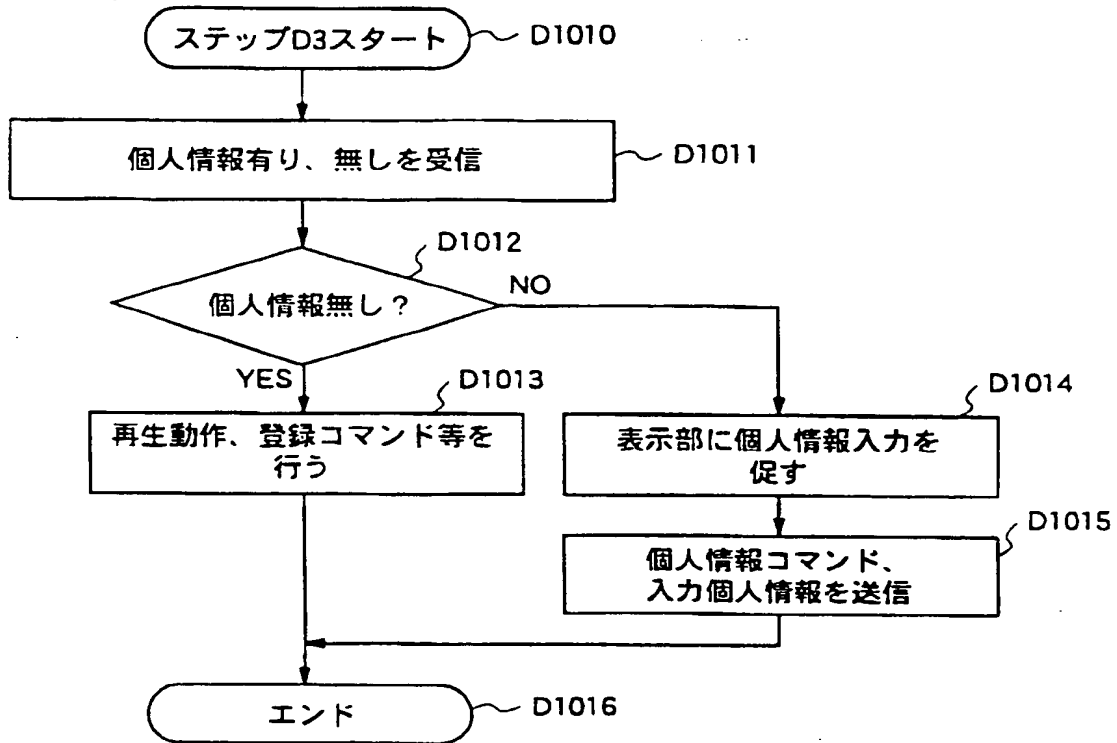 ステップD3スタート
D1010
個人情報有り、無しを受信
D1011
D1012
個人情報無し？
NO
YES
D1013
再生動作、登録コマンド等を
行う
D1014
表示部に個人情報入力を
促す
D1015
個人情報コマンド、
入力個人情報を送信
エンド
D1016